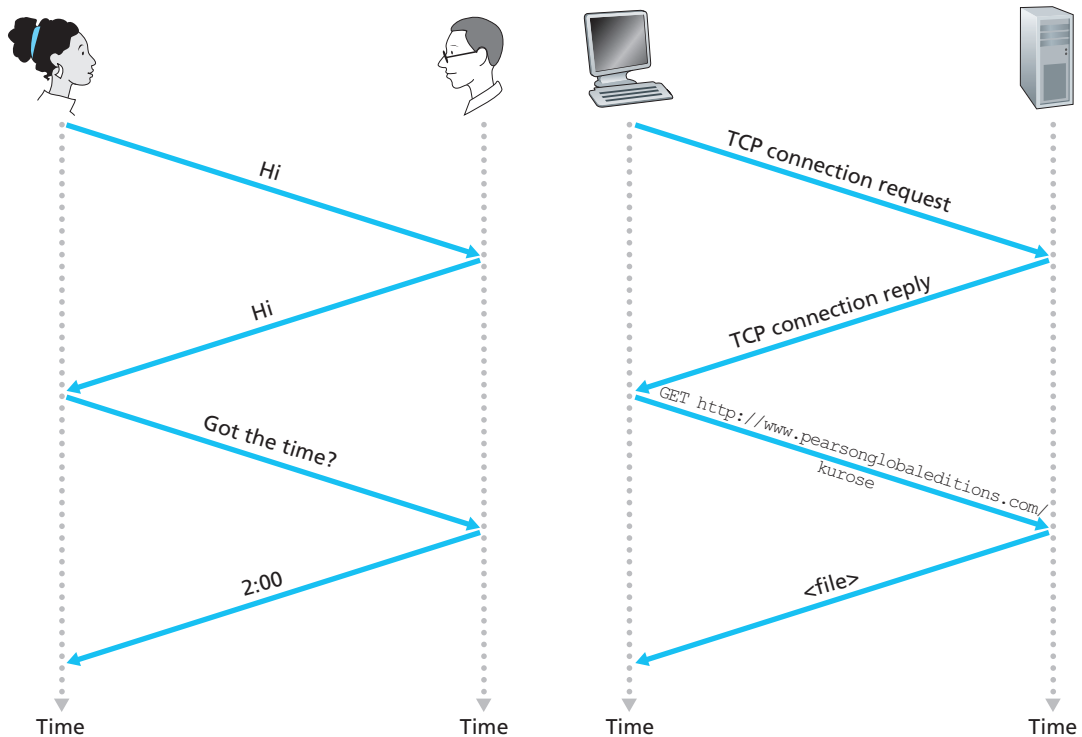 Hi
Hi
Got the time?
2:00
Time
Time
TCP connection request
TCP connection reply
GET http://www.pearsonglobaleditions.com/
kurose
<file>
Time
Time